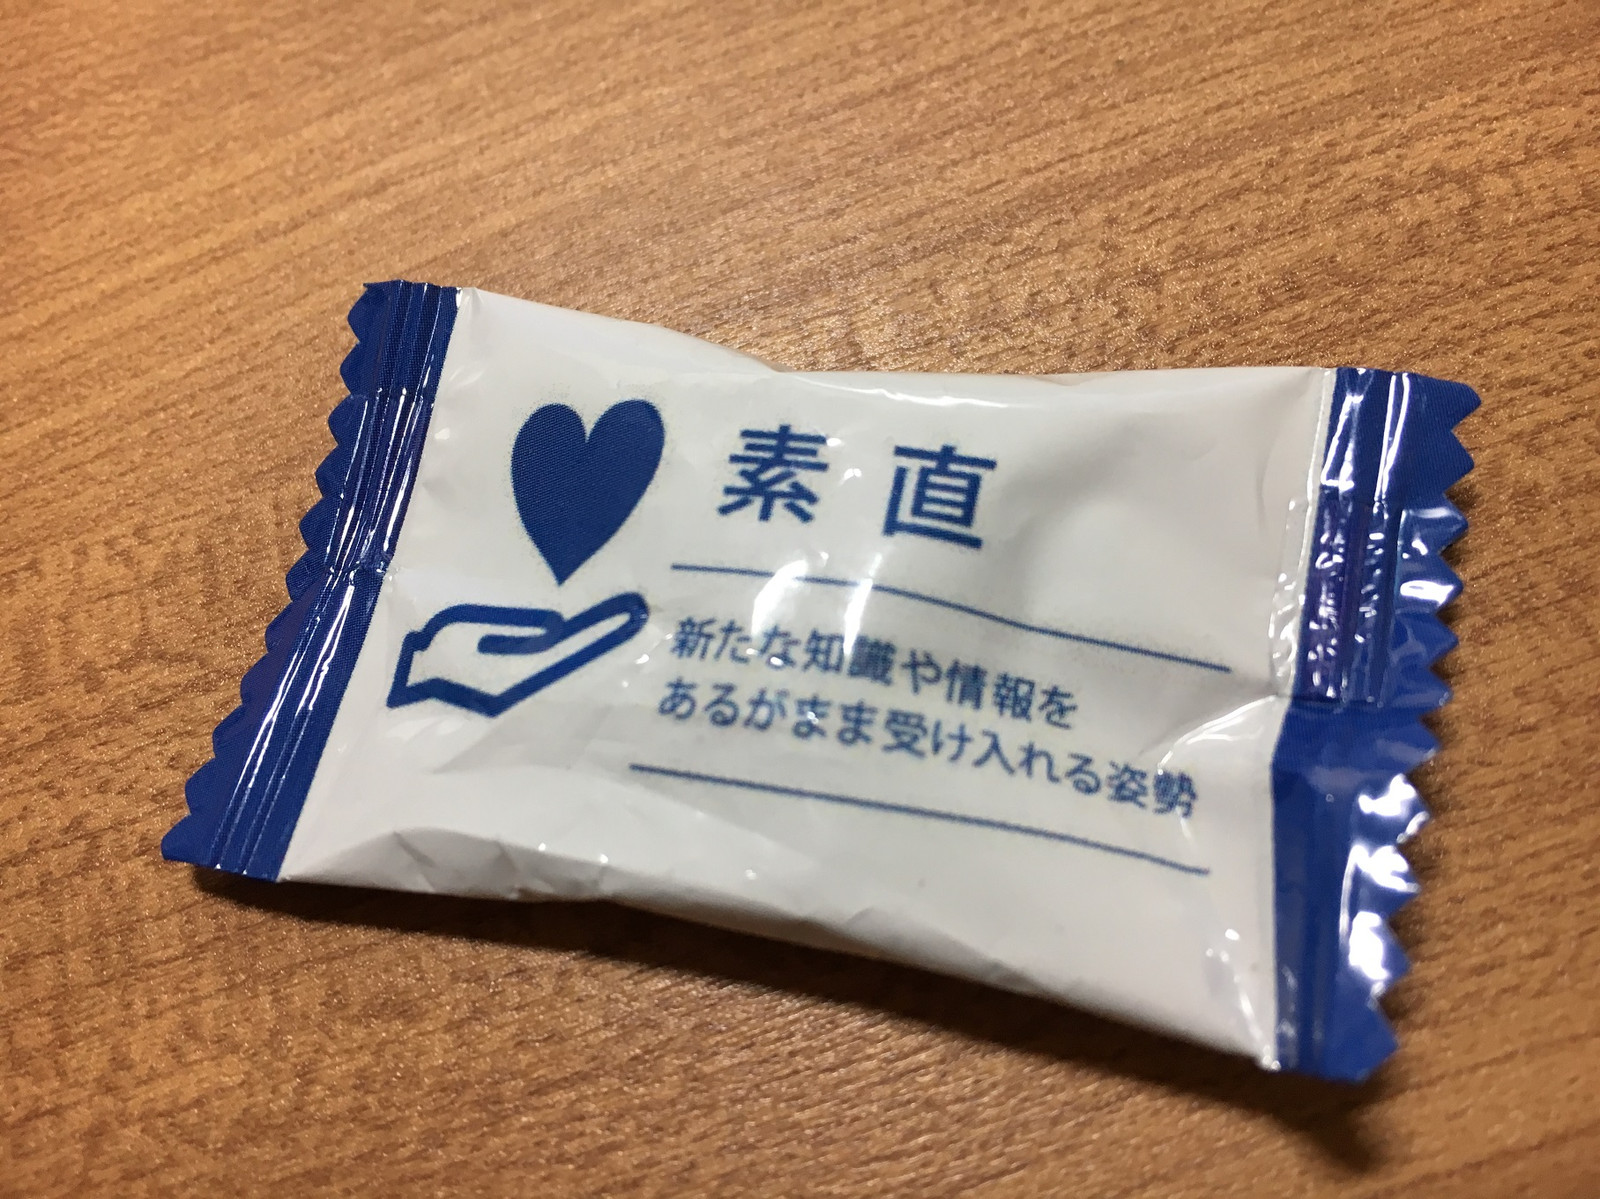 素直
新たな知識や情報を
あるがまま受け入れる姿勢